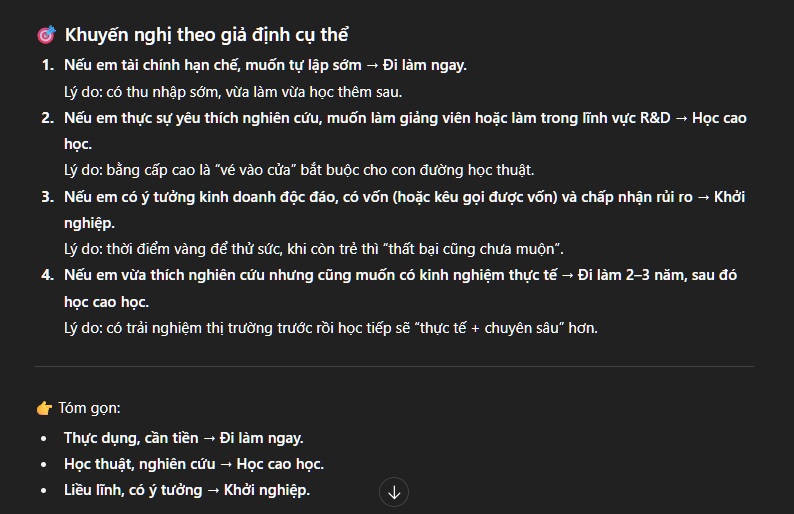 🎯 Khuyến nghị theo giả định cụ thể
1. Nếu em tài chính hạn chế, muốn tự lập sớm → Đi làm ngay.
Lý do: có thu nhập sớm, vừa làm vừa học thêm sau.
2. Nếu em thực sự yêu thích nghiên cứu, muốn làm giảng viên hoặc làm trong lĩnh vực R&D → Học cao
học.
Lý do: bằng cấp cao là “vé vào cửa” bắt buộc cho con đường học thuật.
3. Nếu em có ý tưởng kinh doanh độc đáo, có vốn (hoặc kêu gọi được vốn) và chấp nhận rủi ro → Khởi
nghiệp.
Lý do: thời điểm vàng để thử sức, khi còn trẻ thì “thất bại cũng chưa muộn”.
4. Nếu em vừa thích nghiên cứu nhưng cũng muốn có kinh nghiệm thực tế → Đi làm 2–3 năm, sau đó
học cao học.
Lý do: có trải nghiệm thị trường trước rồi học tiếp sẽ “thực tế + chuyên sâu” hơn.
👉 Tóm gọn:
• Thực dụng, cần tiền → Đi làm ngay.
• Học thuật, nghiên cứu → Học cao học.
• Liều lĩnh, có ý tưởng → Khởi nghiệp.